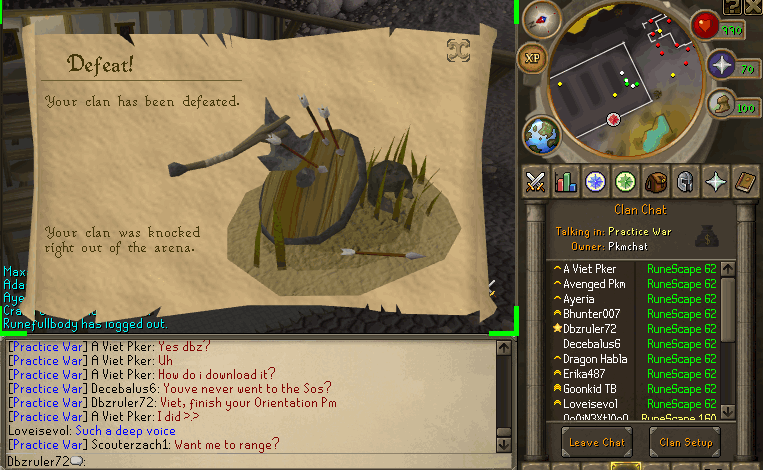 Defeat!
Your clan has been defeated.
Your clan was knocked
right out of the arena.
Max
Ada
Aye
Cra
Runefullbody has logged out.
[Practice War] A Viet Pker: Yes dbz?
[Practice War] A Viet Pker: Uh
[Practice War] A Viet Pker: How do i download it?
[Practice War] Decebalus6: Youve never went to the Sos?
[Practice War] Dbzruler72: Viet, finish your Orientation Pm
[Practice War] A Viet Pker: I did >.>
Loveisevol: Such a deep voice
[Practice War] Scouterzach1: Want me to range?
Dbzruler72:
XP
?
990
70
100
Clan Chat
Talking in: Practice War
Owner: Pkmchat
A Viet Pker RuneScape 62
Avenged Pkm RuneScape 62
Ayeria RuneScape 62
Bhunter007 RuneScape 62
Dbzruler72 RuneScape 62
Decebalus6 RuneScape 62
Dragon Habla RuneScape 62
Erika487 RuneScape 62
Goonkid TB RuneScape 62
Loveisevol RuneScape 62
RuneScape 160
Leave Chat
Clan Setup